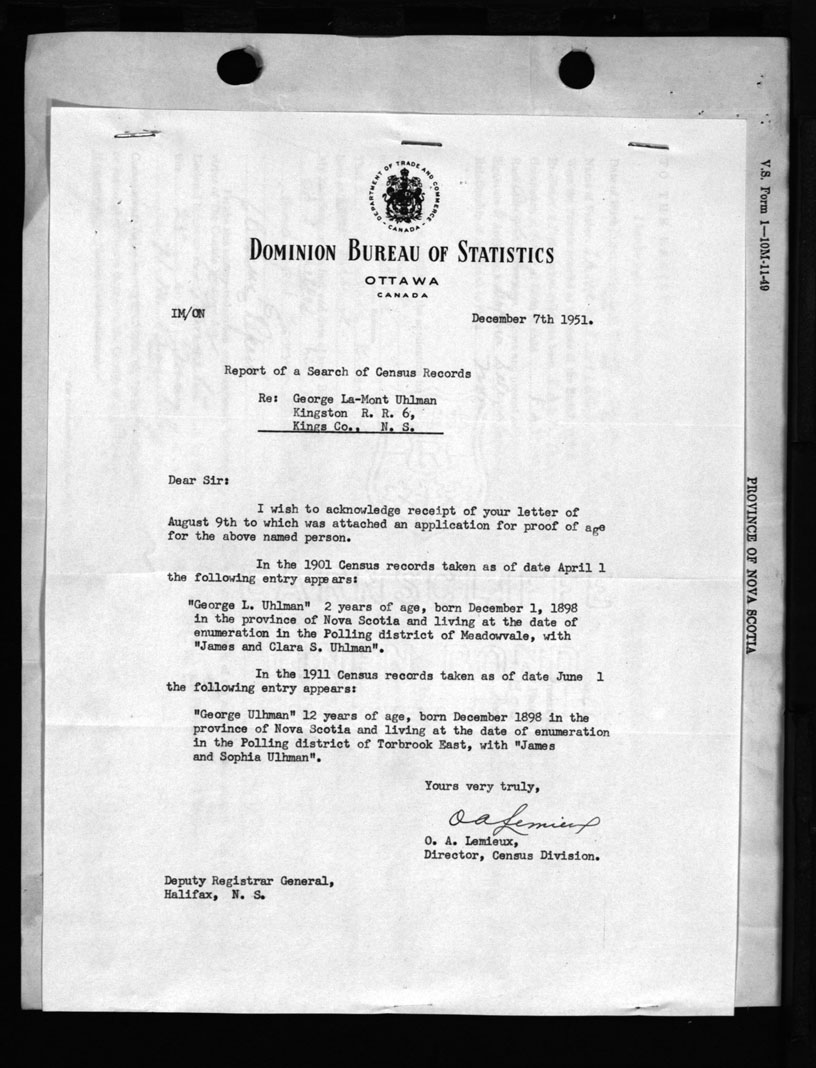 DEPARTMENT OF TRADE AND COMMERCE
- CANADA -
DOMINION BUREAU OF STATISTICS
OTTAWA
CANADA
IM/ON
December 7th 1951.
Report of a Search of Census Records
Re: George La-Mont Uhlman
Kingston R. R. 6,
Kings Co., N. S.
Dear Sir:
I wish to acknowledge receipt of your letter of
August 9th to which was attached an application for proof of age
for the above named person.
In the 1901 Census records taken as of date April 1
the following entry appears:
"George L. Uhlman" 2 years of age, born December 1, 1898
in the province of Nova Scotia and living at the date of
enumeration in the Polling district of Meadowvale, with
"James and Clara S. Uhlman".
In the 1911 Census records taken as of date June 1
the following entry appears:
"George Ulhman" 12 years of age, born December 1898 in the
province of Nova Scotia and living at the date of enumeration
in the Polling district of Torbrook East, with "James
and Sophia Ulhman".
Yours very truly,
O A Lemieux
O. A. Lemieux,
Director, Census Division.
Deputy Registrar General,
Halifax, N. S.
V.S. Form 1—10M-11-49
PROVINCE OF NOVA SCOTIA